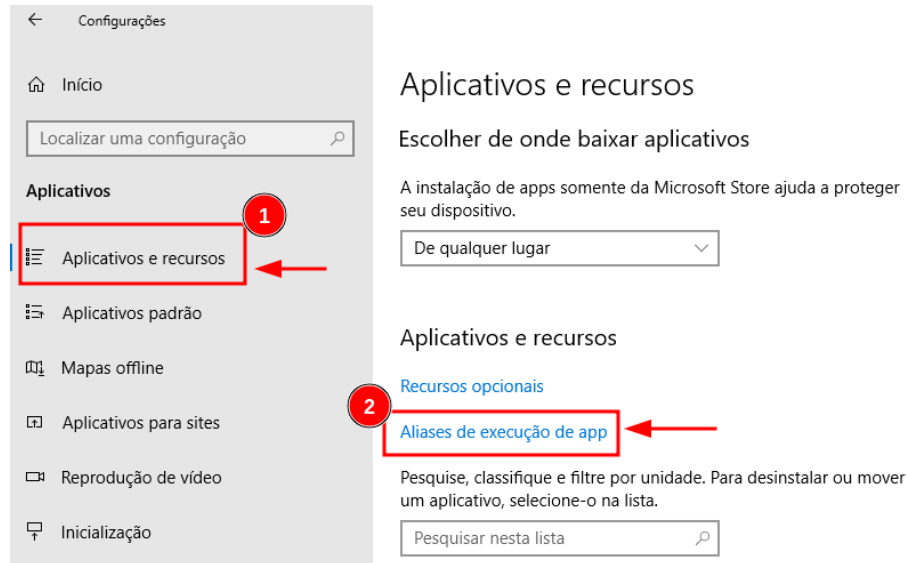 Configurações
Início
Localizar uma configuração
Aplicativos
1
Aplicativos e recursos
Aplicativos padrão
Mapas offline
Aplicativos para sites
Reprodução de vídeo
Inicialização
Aplicativos e recursos
Escolher de onde baixar aplicativos
A instalação de apps somente da Microsoft Store ajuda a proteger
seu dispositivo.
De qualquer lugar
Aplicativos e recursos
Recursos opcionais
2
Aliases de execução de app
Pesquise, classifique e filtre por unidade. Para desinstalar ou mover
um aplicativo, selecione-o na lista.
Pesquisar nesta lista